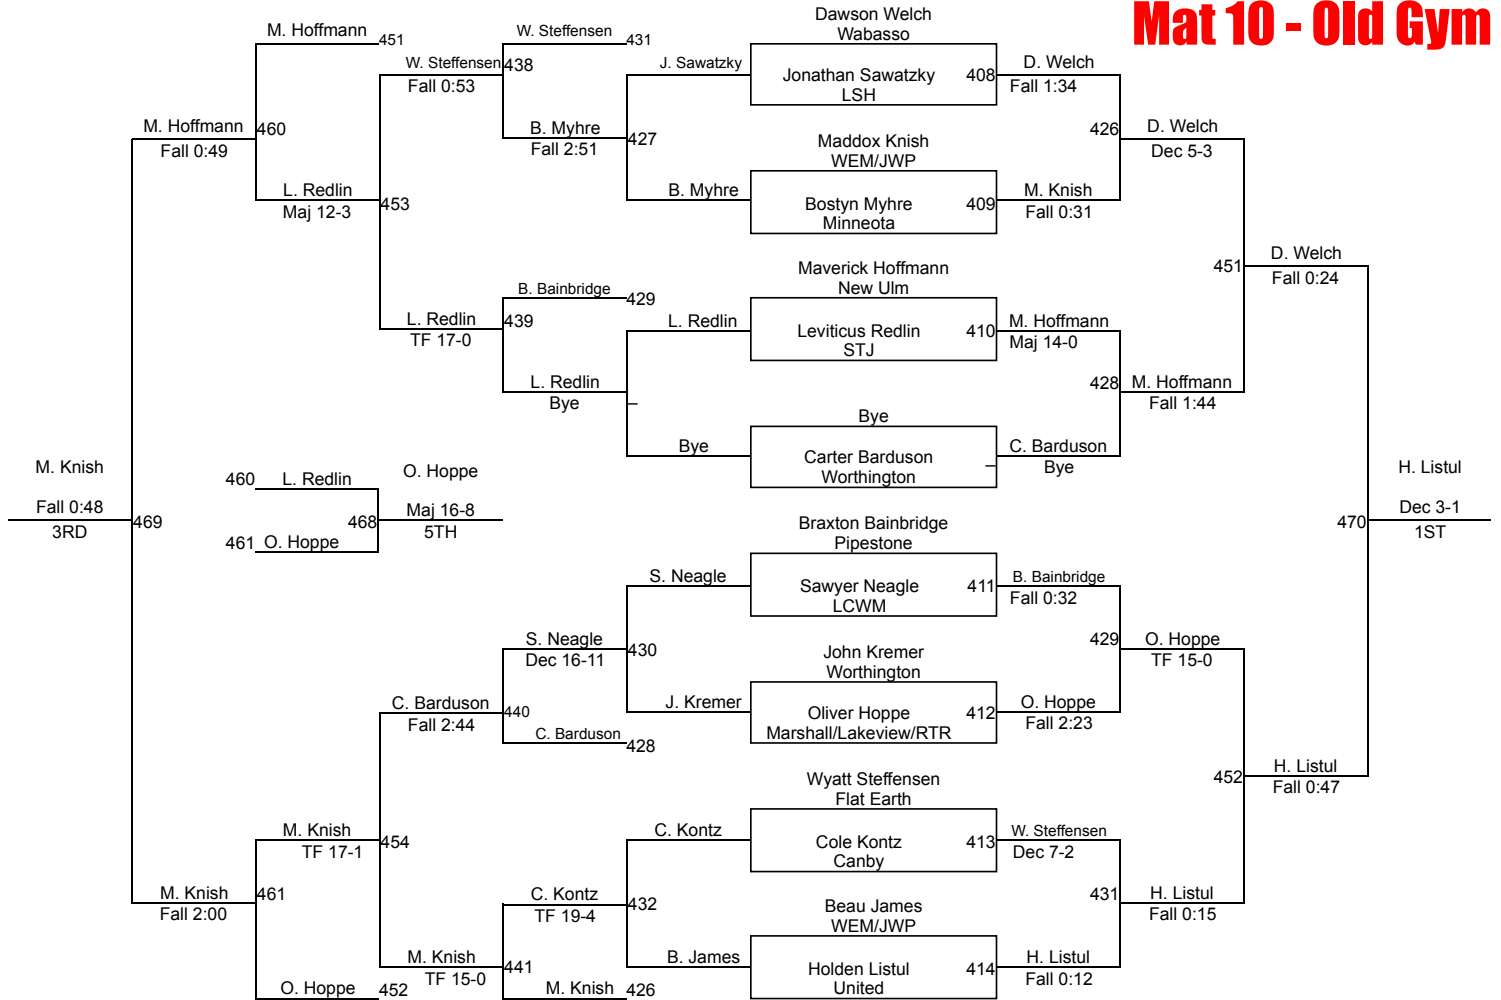 Mat 10 - Old Gym
M. Hoffmann 451
W. Steffensen 431
Dawson Welch
Wabasso
W. Steffensen 438
Fall 0:53
J. Sawatzky
Jonathan Sawatzky 408
LSH
D. Welch
Fall 1:34
M. Hoffmann 460
Fall 0:49
B. Myhre 427
Fall 2:51
Maddox Knish
WEM/JWP
426 D. Welch
Dec 5-3
L. Redlin
Maj 12-3
453
B. Myhre
Bostyn Myhre 409
Minneota
M. Knish
Fall 0:31
Maverick Hoffmann
New Ulm
451 D. Welch
Fall 0:24
B. Bainbridge 429
L. Redlin 439
TF 17-0
L. Redlin
Leviticus Redlin 410
STJ
M. Hoffmann
Maj 14-0
L. Redlin
Bye
–
428 M. Hoffmann
Fall 1:44
Bye
Bye
Carter Barduson
Worthington
–
C. Barduson
Bye
M. Knish
Fall 0:48
3RD
469
460 L. Redlin
461 O. Hoppe
468
O. Hoppe
Maj 16-8
5TH
470
H. Listul
Dec 3-1
1ST
Braxton Bainbridge
Pipestone
S. Neagle
Sawyer Neagle 411
LCWM
B. Bainbridge
Fall 0:32
S. Neagle 430
Dec 16-11
John Kremer
Worthington
429 O. Hoppe
TF 15-0
C. Barduson 440
Fall 2:44
J. Kremer
Oliver Hoppe 412
Marshall/Lakeview/RTR
O. Hoppe
Fall 2:23
C. Barduson 428
Wyatt Steffensen
Flat Earth
452 H. Listul
Fall 0:47
M. Knish 454
TF 17-1
C. Kontz
Cole Kontz 413
Canby
W. Steffensen
Dec 7-2
M. Knish 461
Fall 2:00
C. Kontz 432
TF 19-4
Beau James
WEM/JWP
431 H. Listul
Fall 0:15
M. Knish 441
TF 15-0
B. James
Holden Listul 414
United
H. Listul
Fall 0:12
O. Hoppe 452
M. Knish 426